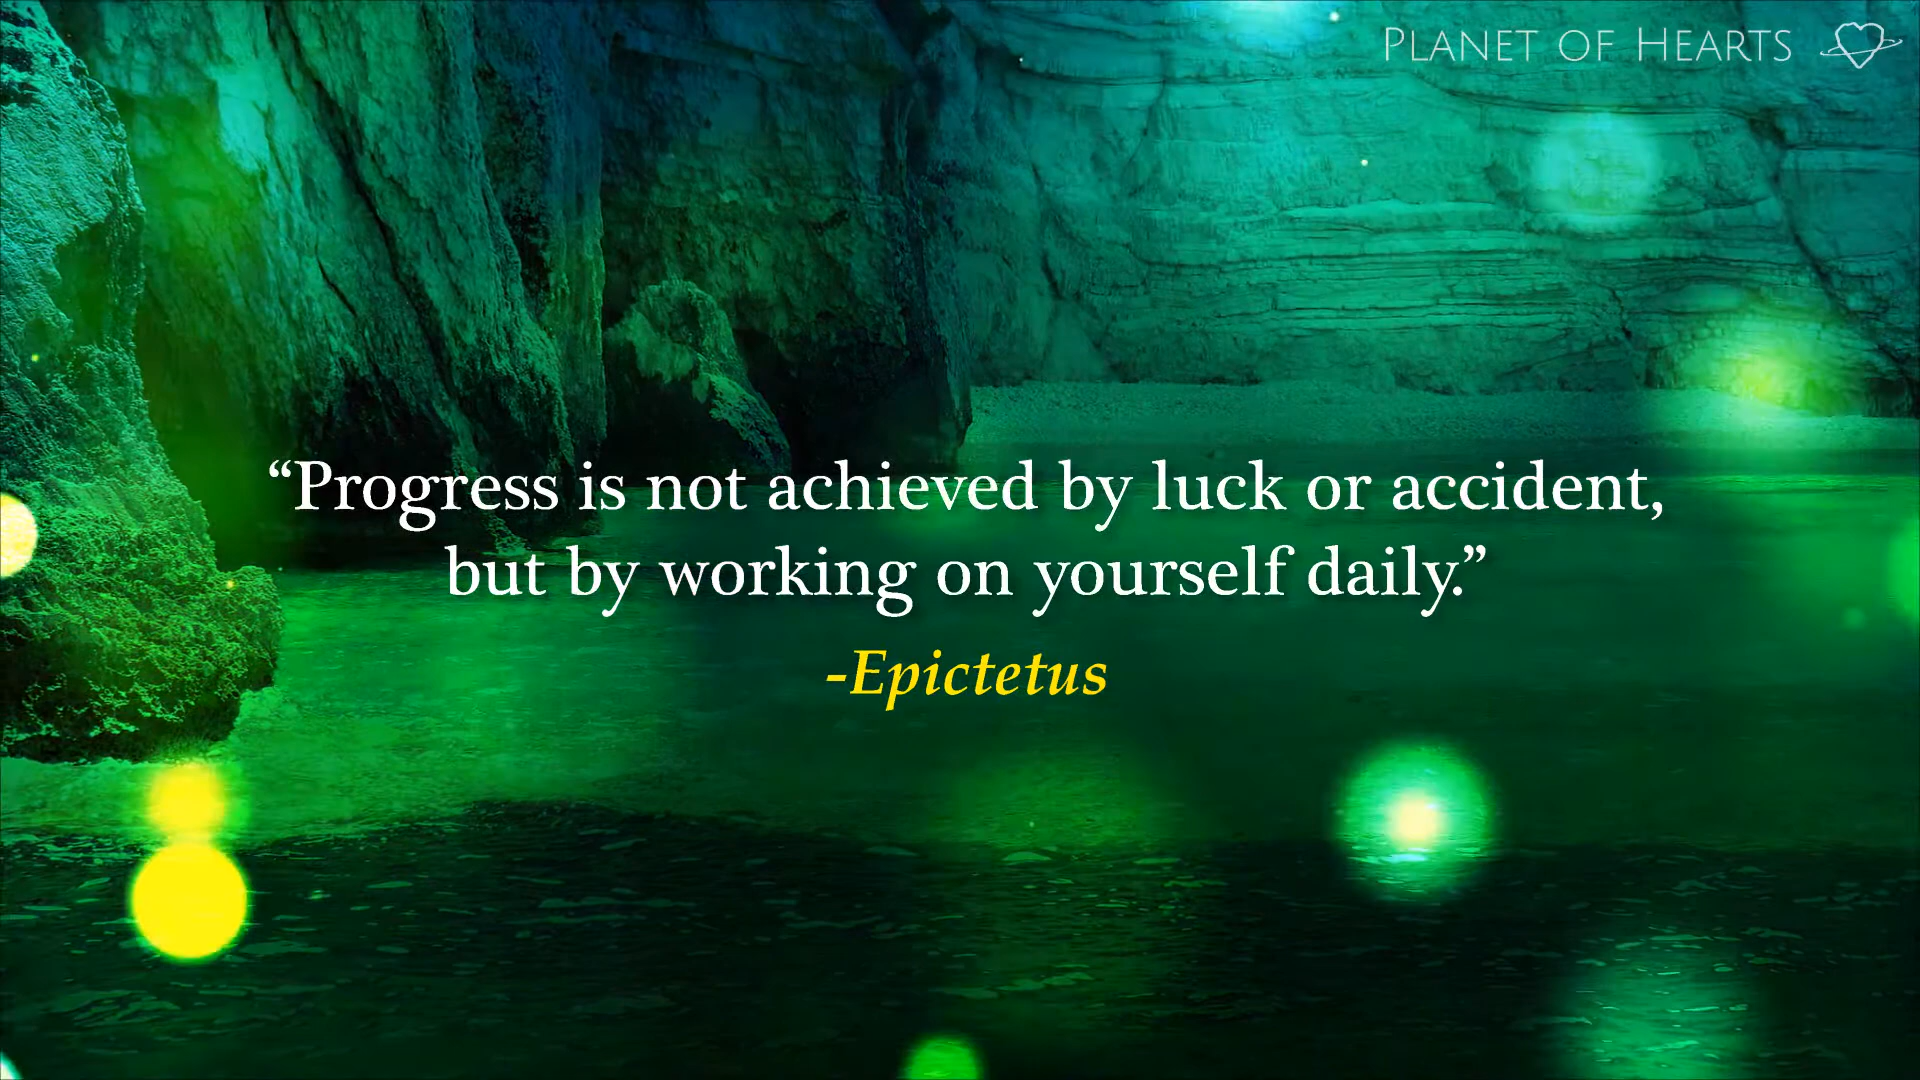 PLANET OF HEARTS
“Progress is not achieved by luck or accident,
but by working on yourself daily.”
-Epictetus